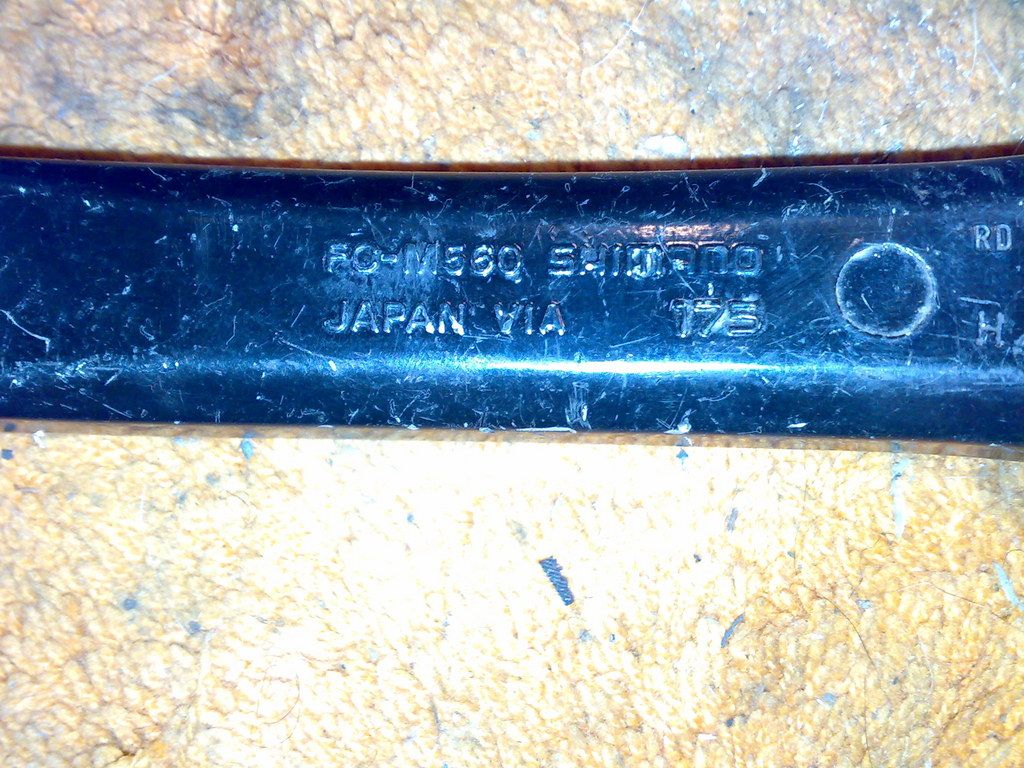 FC-M560 SHIMANO
JAPAN VIA 175
RD
H